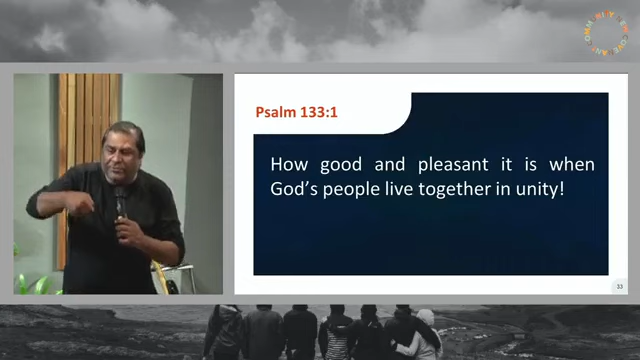 Psalm 133:1
How good and pleasant it is when
God's people live together in unity!
33